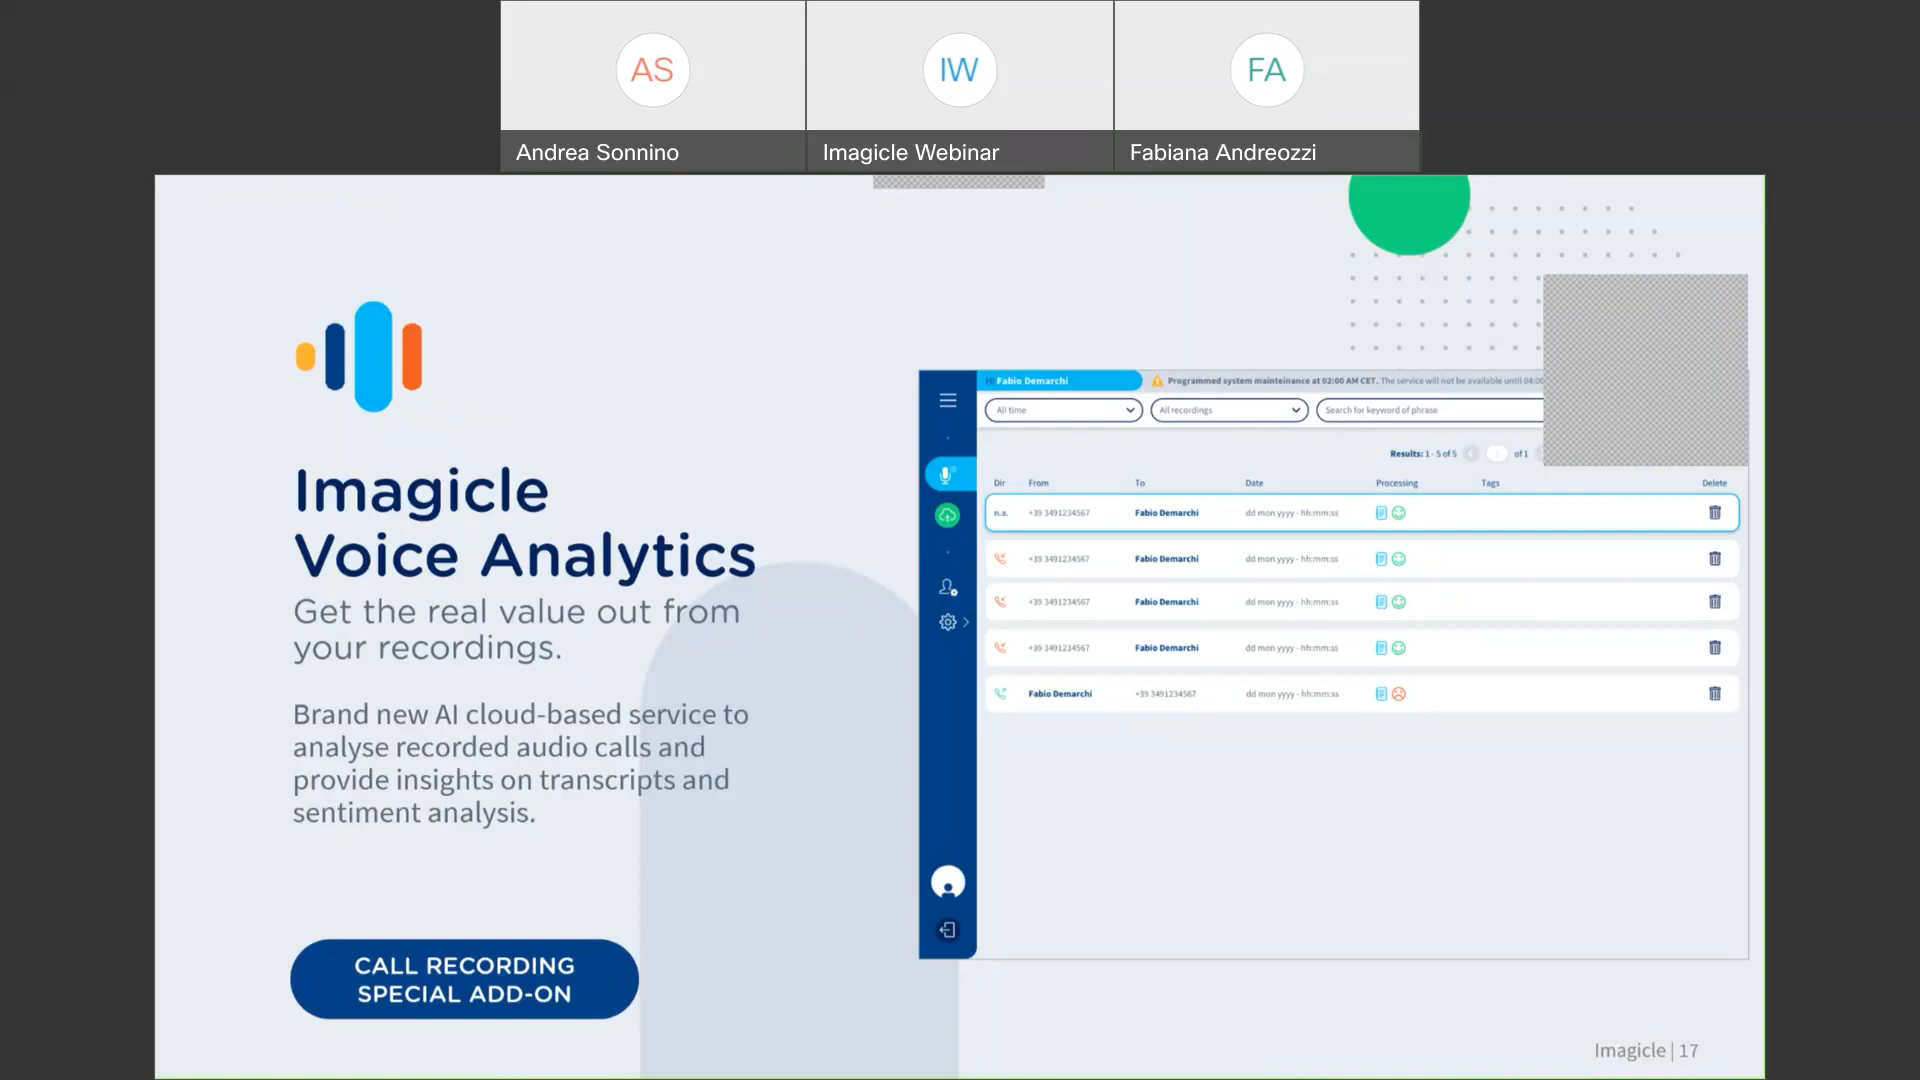 AS
IW
FA
Andrea Sonnino
Imagicle Webinar
Fabiana Andreozzi
Imagicle
Voice Analytics
Get the real value out from
your recordings.
Brand new AI cloud-based service to
analyse recorded audio calls and
provide insights on transcripts and
sentiment analysis.
CALL RECORDING
SPECIAL ADD-ON
Hi Fabio Demarchi
Programmed system mainteinance at 02:00 AM CET. The service will not be available until 04:00
All time
All recordings
Search for keyword of phrase
Results: 1 - 5 of 5
of 1
Dir From To Date Processing Tags Delete
n.a. +39 3491234567 Fabio Demarchi dd mon yyyy - hh:mm:ss
+39 3491234567 Fabio Demarchi dd mon yyyy - hh:mm:ss
+39 3491234567 Fabio Demarchi dd mon yyyy - hh:mm:ss
+39 3491234567 Fabio Demarchi dd mon yyyy - hh:mm:ss
Fabio Demarchi +39 3491234567 dd mon yyyy - hh:mm:ss
Imagicle | 17